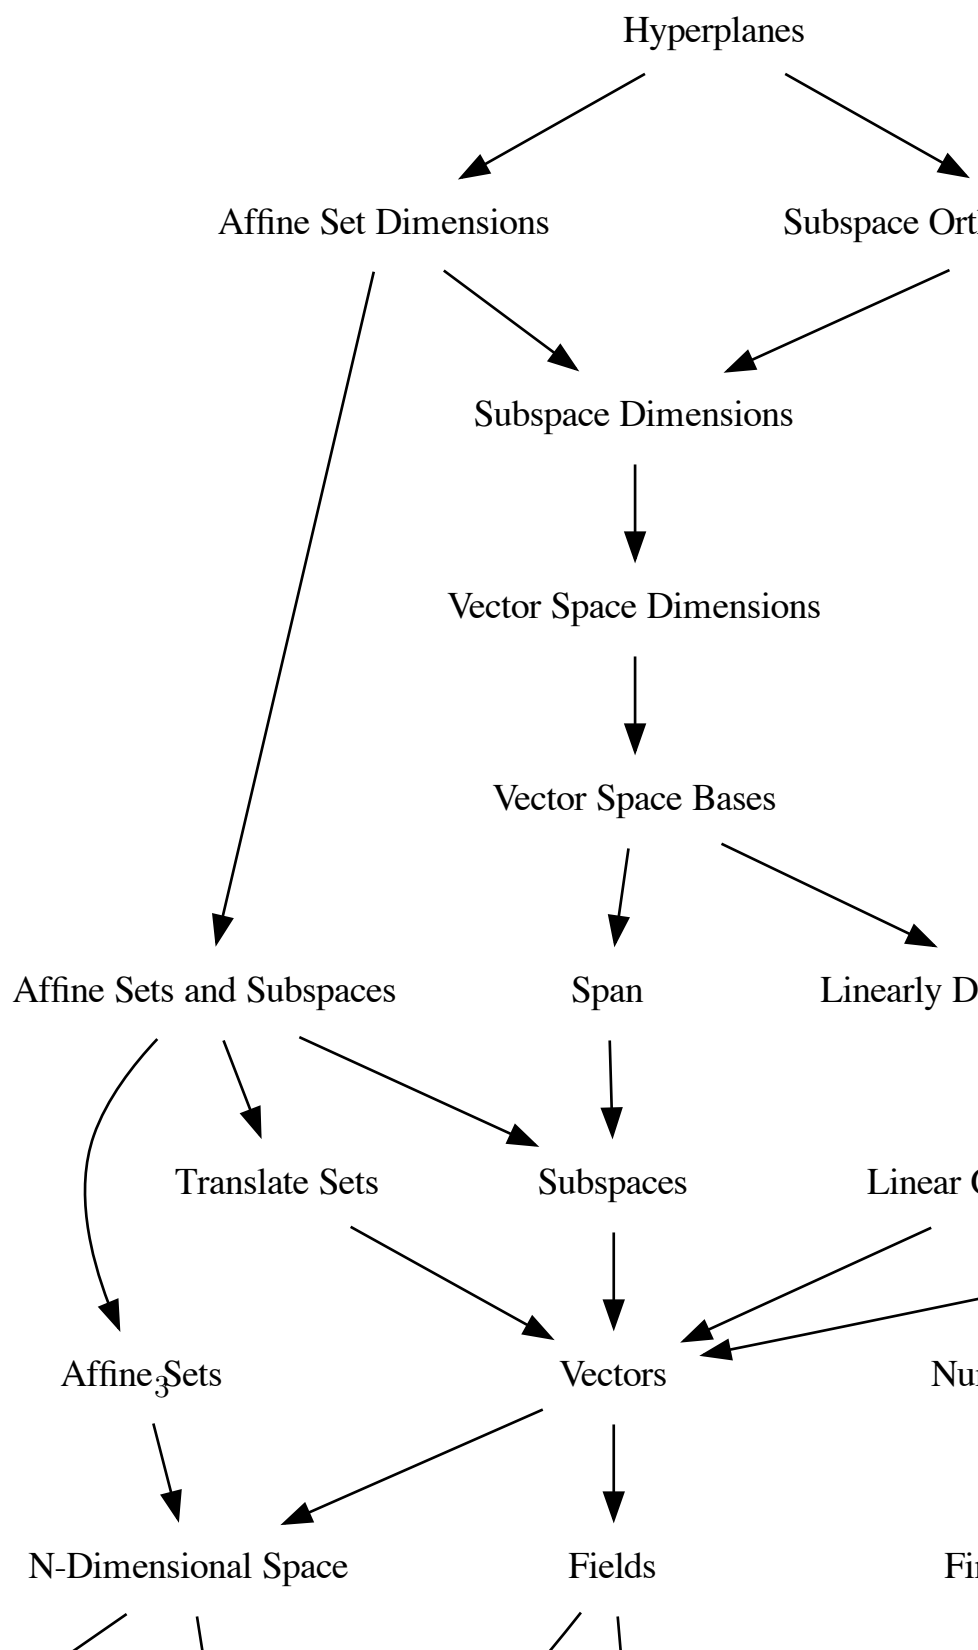 Hyperplanes
Affine Set Dimensions
Subspace
Subspace Dimensions
Vector Space Dimensions
Vector Space Bases
Affine Sets and Subspaces
Span
Linearly
Translate Sets
Subspaces
Linear
Affine Sets
3
Vectors
N-Dimensional Space
Fields